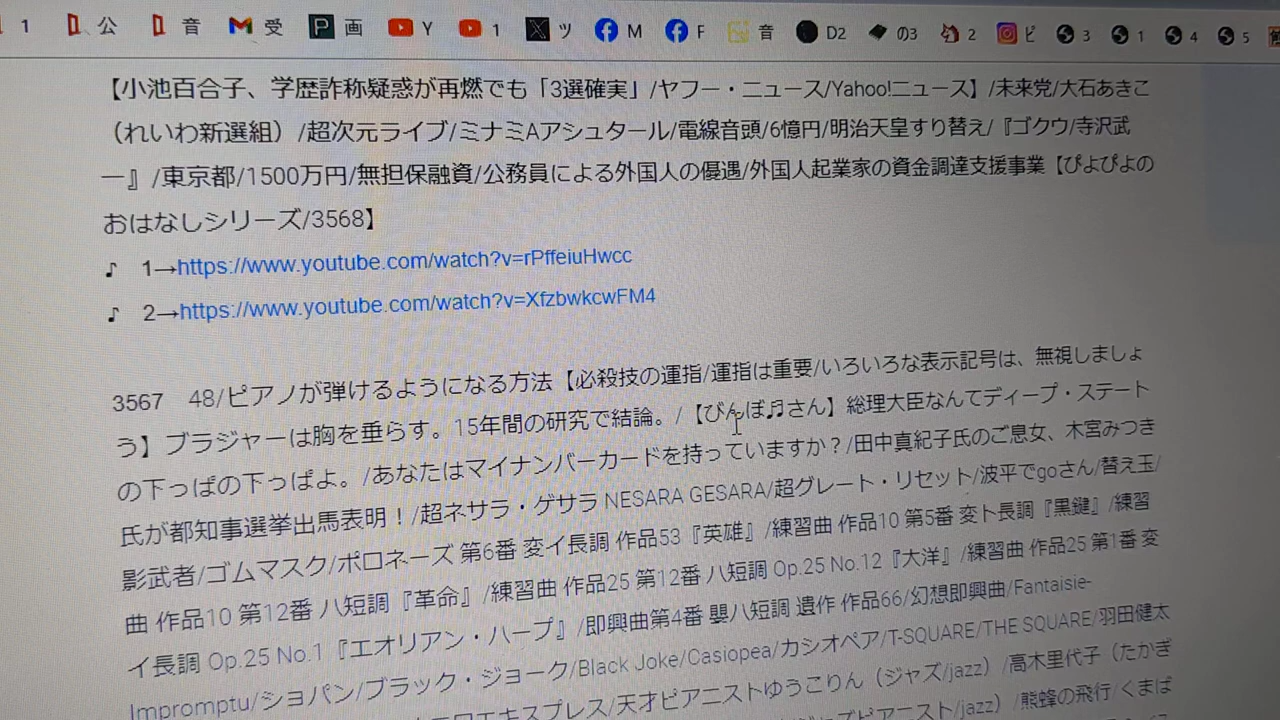 1 公 音 受 画 Y 1 ツ M F 音 D2 の3 2 ビ 3 1 4 5
【小池百合子、学歴詐称疑惑が再燃でも「3選確実」/ヤフー・ニュース/Yahoo!ニュース】/未来党/大石あきこ
（れいわ新選組）/超次元ライブ/ミナミAアシュタール/電線音頭/6憶円/明治天皇すり替え/『ゴクウ/寺沢武
一』/東京都/1500万円/無担保融資/公務員による外国人の優遇/外国人起業家の資金調達支援事業【ぴよぴよの
おはなしシリーズ/3568】
♪ 1→https://www.youtube.com/watch?v=rPffeiuHwcc
♪ 2→https://www.youtube.com/watch?v=XfzbwkcwFM4
3567 48/ピアノが弾けるようになる方法【必殺技の運指/運指は重要/いろいろな表示記号は、無視しましょ
う】ブラジャーは胸を垂らす。15年間の研究で結論。/【びんぼ♬さん】総理大臣なんてディープ・ステート
の下っぱの下っぱよ。/あなたはマイナンバーカードを持っていますか？/田中真紀子氏のご息女、木宮みつき
氏が都知事選挙出馬表明！/超ネサラ・ゲサラ NESARA GESARA/超グレート・リセット/波平でgoさん/替え玉/
影武者/ゴムマスク/ポロネーズ 第6番 変イ長調 作品53『英雄』/練習曲 作品10 第5番 変ト長調『黒鍵』/練習
曲 作品10 第12番 ハ短調『革命』/練習曲 作品25 第12番 ハ短調 Op.25 No.12『大洋』/練習曲 作品25 第1番 変
イ長調 Op.25 No.1『エオリアン・ハープ』/即興曲第4番 嬰ハ短調 遺作 作品66/幻想即興曲/Fantaisie-
Impromptu/ショパン/ブラック・ジョーク/Black Joke/Casiopea/カシオペア/T-SQUARE/THE SQUARE/羽田健太
エキスプレス/天才ピアニストゆうこりん（ジャズ/jazz）/高木里代子（たかぎ
ピアニスト/jazz）/熊蜂の飛行/くまば